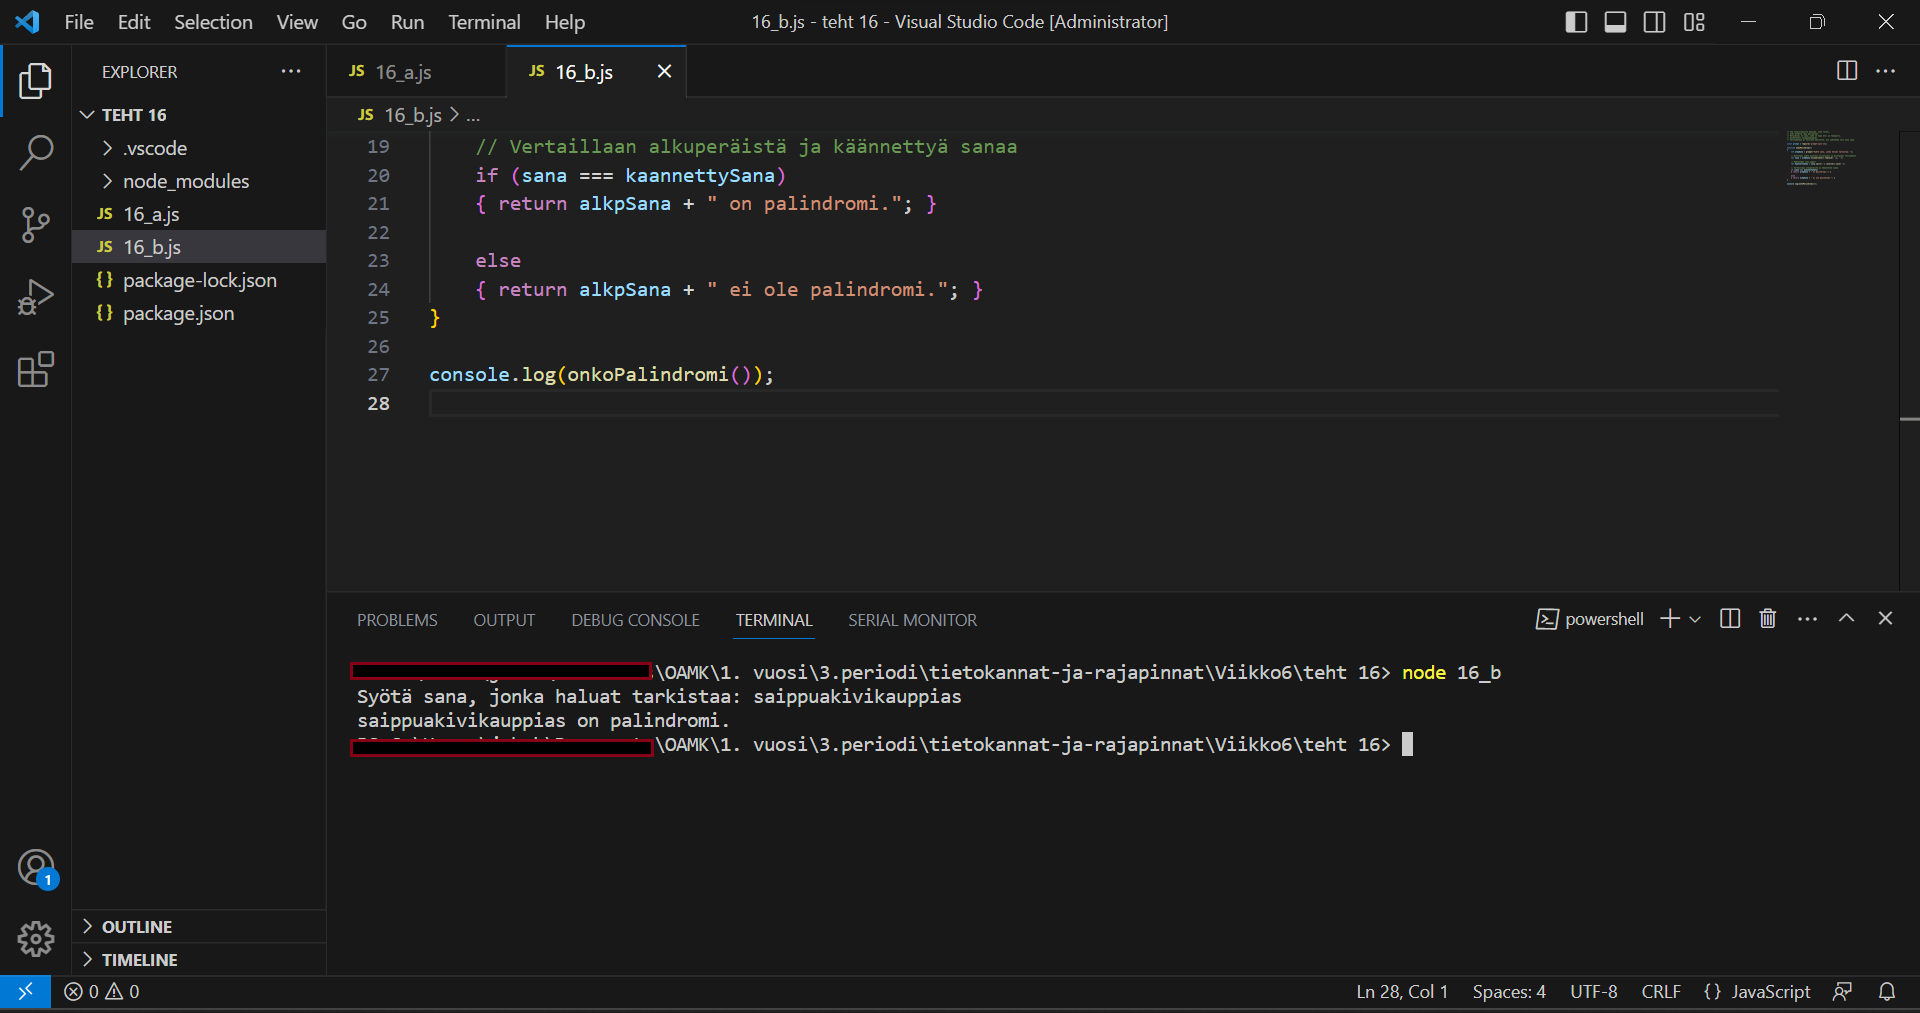 File Edit Selection View Go Run Terminal Help
16_b.js - teht 16 - Visual Studio Code [Administrator]
EXPLORER
TEHT 16
.vscode
node_modules
JS 16_a.js
JS 16_b.js
{} package-lock.json
{} package.json
OUTLINE
TIMELINE
JS 16_a.js
JS 16_b.js
JS 16_b.js > ...
19 // Vertaillaan alkuperäistä ja käännettyä sanaa
20 if (sana === kaannettySana)
21 { return alkpSana + " on palindromi."; }
22
23 else
24 { return alkpSana + " ei ole palindromi."; }
25 }
26
27 console.log(onkoPalindromi());
28
PROBLEMS OUTPUT DEBUG CONSOLE TERMINAL SERIAL MONITOR
powershell
\OAMK\1. vuosi\3.periodi\tietokannat-ja-rajapinnat\Viikko6\teht 16> node 16_b
Syötä sana, jonka haluat tarkistaa: saippuakivikauppias
saippuakivikauppias on palindromi.
\OAMK\1. vuosi\3.periodi\tietokannat-ja-rajapinnat\Viikko6\teht 16>
1
0 0
Ln 28, Col 1 Spaces: 4 UTF-8 CRLF {} JavaScript